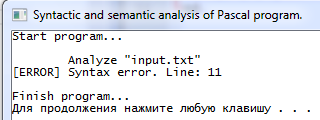 Syntactic and semantic analysis of Pascal program.
Start program...
Analyze "input.txt"
[ERROR] Syntax error. Line: 11
Finish program...
Для продолжения нажмите любую клавишу . . .